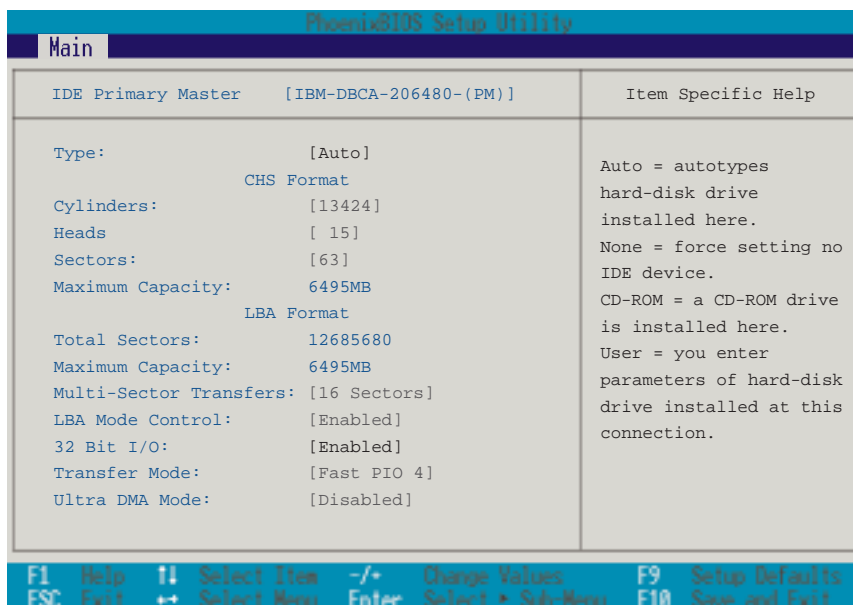 PhoenixBIOS Setup Utility
Main
IDE Primary Master [IBM-DBCA-206480-(PM)]
Item Specific Help
Type: [Auto]
CHS Format
Cylinders: [13424]
Heads [ 15]
Sectors: [63]
Maximum Capacity: 6495MB
LBA Format
Total Sectors: 12685680
Maximum Capacity: 6495MB
Multi-Sector Transfers: [16 Sectors]
LBA Mode Control: [Enabled]
32 Bit I/O: [Enabled]
Transfer Mode: [Fast PIO 4]
Ultra DMA Mode: [Disabled]
Auto = autotypes
hard-disk drive
installed here.
None = force setting no
IDE device.
CD-ROM = a CD-ROM drive
is installed here.
User = you enter
parameters of hard-disk
drive installed at this
connection.
F1 Help ↑↓ Select Item -/+ Change Values F9 Setup Defaults
ESC Exit ←→ Select Menu Enter Select ▸ Sub-Menu F10 Save and Exit